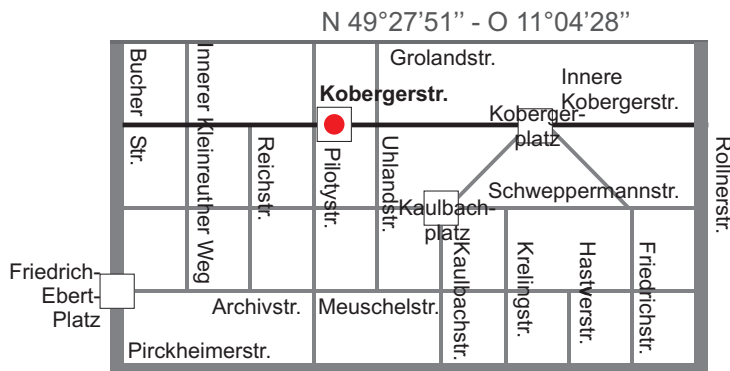 N 49°27’51’’ - O 11°04’28’’
Grolandstr.
Bucher
Str.
Innerer Kleinreuther Weg
Innere
Kobergerstr.
Kobergerstr.
Koberger-
platz
Reichstr.
Pilotystr.
Uhlandstr.
Rollnerstr.
Schweppermannstr.
Kaulbach-
platz
Friedrich-
Ebert-
Platz
Kaulbachstr.
Krelingstr.
Hastverstr.
Friedrichstr.
Archivstr.
Meuschelstr.
Pirckheimerstr.